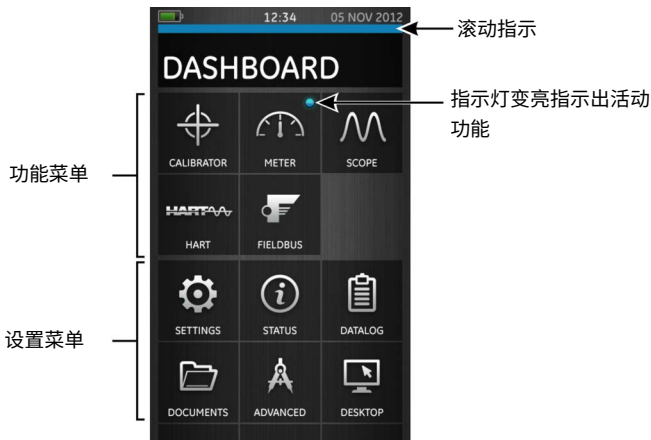 12:34 05 NOV 2012
滚动指示
DASHBOARD
指示灯变亮指示出活动
功能
功能菜单
CALIBRATOR METER SCOPE
HART
HART FIELDBUS
设置菜单
SETTINGS STATUS DATALOG
DOCUMENTS ADVANCED DESKTOP